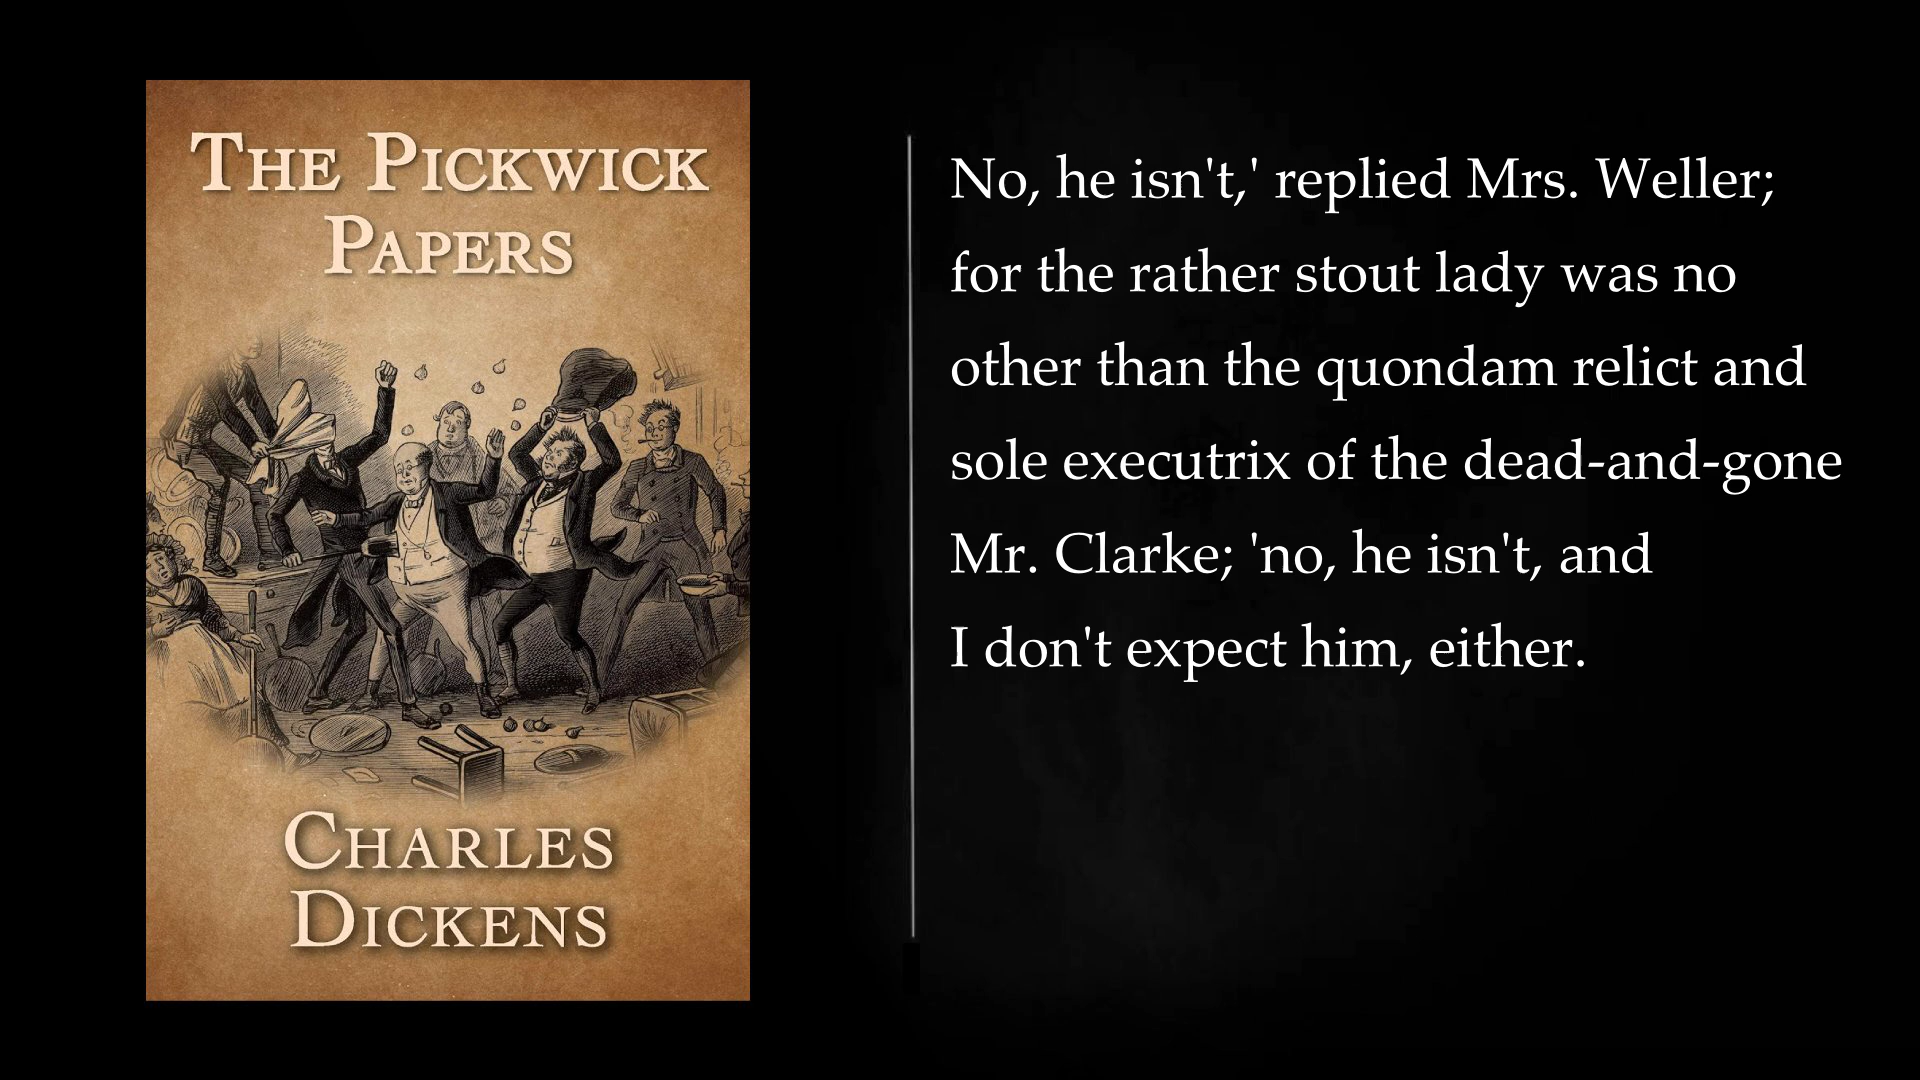 The Pickwick
Papers
Charles
Dickens
No, he isn't,' replied Mrs. Weller;
for the rather stout lady was no
other than the quondam relict and
sole executrix of the dead-and-gone
Mr. Clarke; 'no, he isn't, and
I don't expect him, either.